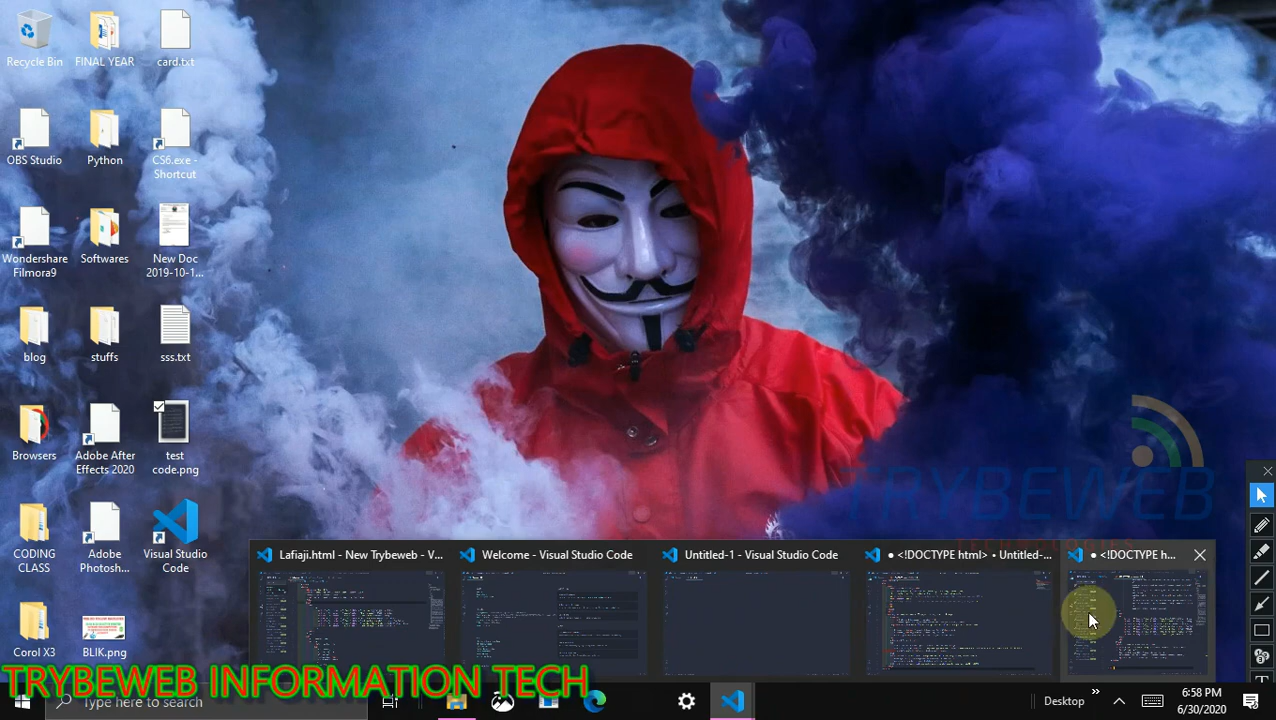 Recycle Bin
FINAL YEAR
card.txt
OBS Studio
Python
CS6.exe -
Shortcut
Wondershare
Filmora9
Softwares
New Doc
2019-10-1...
blog
stuffs
sss.txt
Browsers
Adobe After
Effects 2020
test
code.png
CODING
CLASS
Adobe
Photosh...
Visual Studio
Code
Corol X3
BLIK.png
TRYBEWEB
Lafiaji.html - New Trybeweb - V...
Welcome - Visual Studio Code
Untitled-1 - Visual Studio Code
● <!DOCTYPE html> • Untitled-...
● <!DOCTYPE h...
TRYBEWEB INFORMATION TECH
Type here to search
Desktop
6:58 PM
6/30/2020